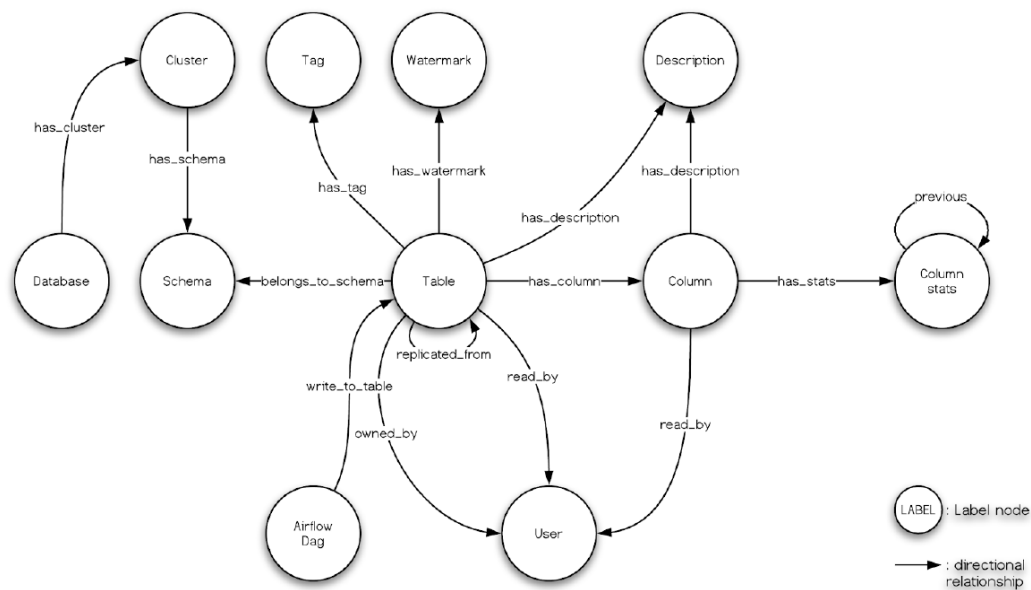 Cluster
Tag
Watermark
Description
has_cluster
has_schema
has_tag
has_watermark
has_description
has_description
previous
Database
Schema
belongs_to_schema
Table
has_column
Column
has_stats
Column
stats
replicated_from
write_to_table
read_by
owned_by
read_by
Airflow
Dag
User
LABEL
: Label node
: directional
relationship